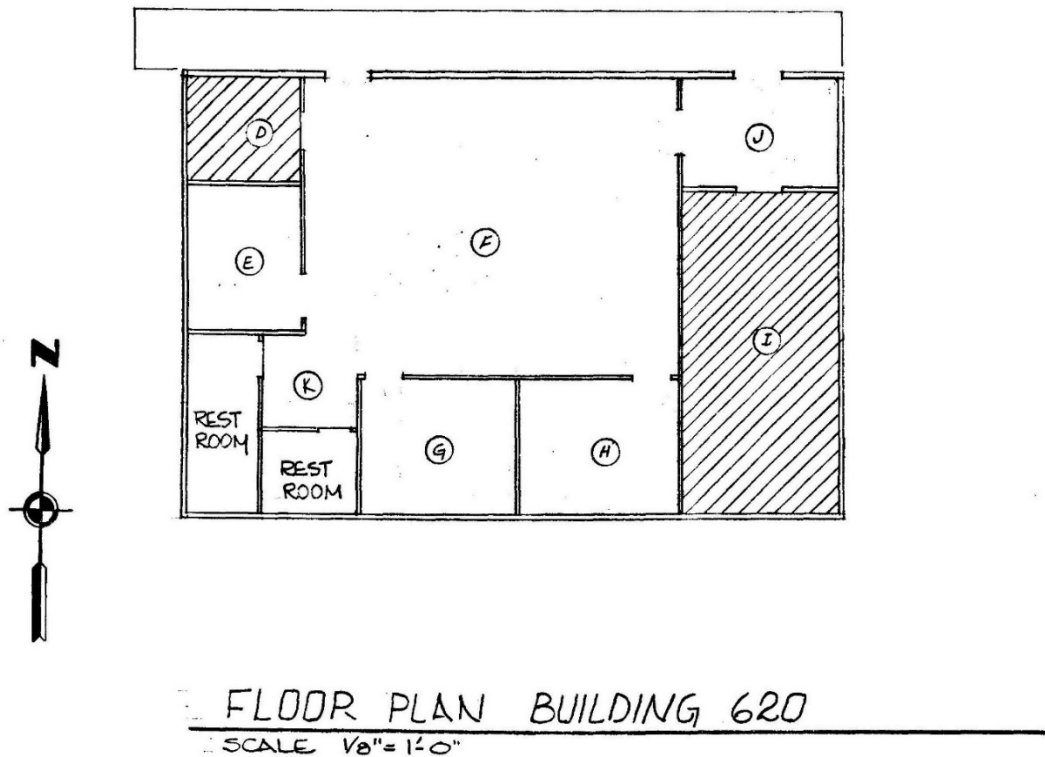 D
J
F
E
I
K
REST
ROOM
G
H
REST
ROOM
N
FLOOR PLAN BUILDING 620
SCALE 1/8"= 1'-0"